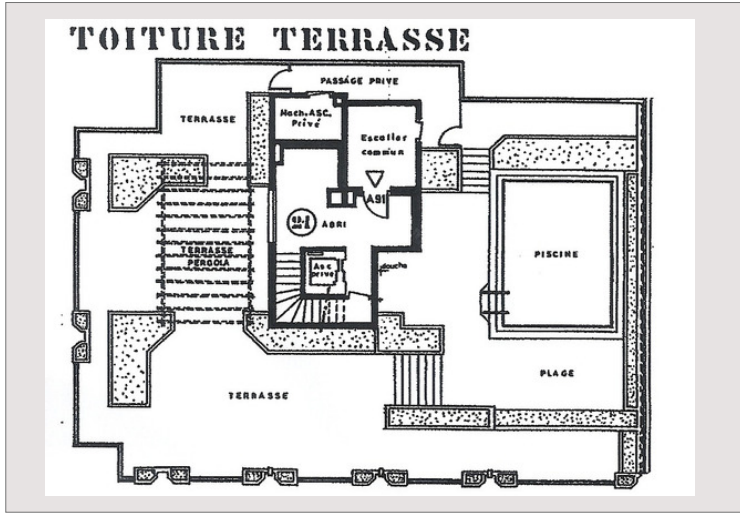 TOITURE TERRASSE
PASSAGE PRIVE
TERRASSE
Mach.ASC.
Privé
Escalier
commun
A91
ABRI
TERRASSE
PERGOLA
Asc
privé
douche
PISCINE
PLAGE
TERRASSE